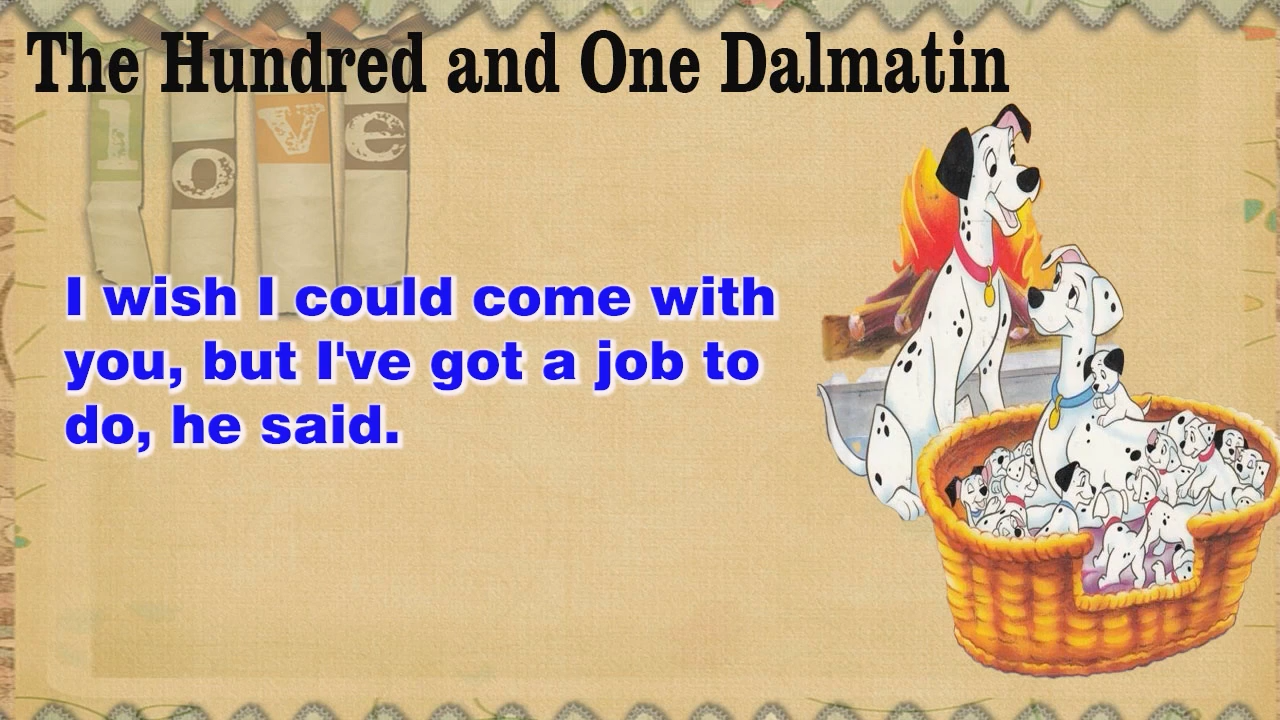 The Hundred and One Dalmatin
love
I wish I could come with
you, but I've got a job to
do, he said.